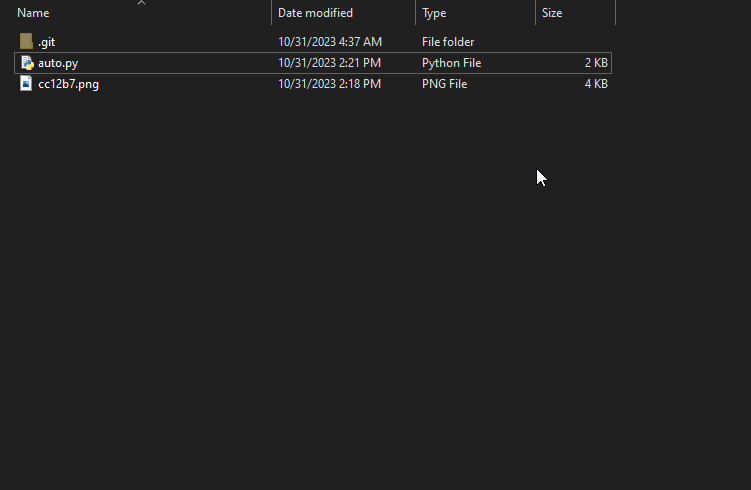 Name Date modified Type Size
.git 10/31/2023 4:37 AM File folder
auto.py 10/31/2023 2:21 PM Python File 2 KB
cc12b7.png 10/31/2023 2:18 PM PNG File 4 KB